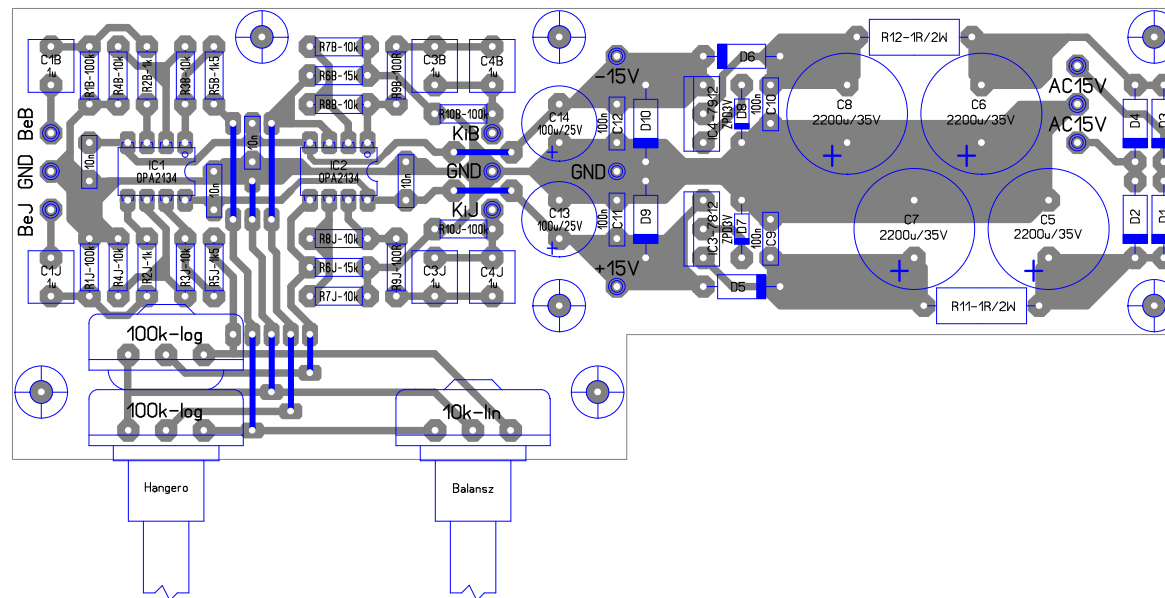 C1B
1u
R1B-100k
R4B-10k
R2B-1k
R3B-10k
R5B-1k5
R7B-10k
R6B-15k
R8B-10k
R9B-100R
C3B
1u
C4B
1u
R10B-100k
BeB
GND
BeJ
10n
IC1
OPA2134
10n
10n
IC2
OPA2134
10n
KiB
GND
KiJ
C14
100u/25V
C13
100u/25V
-15V
GND
+15V
100n
C12
D10
100n
C11
D9
D6
IC4-7912
ZPD3V
D8
100n
C10
IC3-7812
ZPD3V
D7
100n
C9
D5
C8
2200u/35V
C6
2200u/35V
C7
2200u/35V
C5
2200u/35V
R12-1R/2W
R11-1R/2W
AC15V
AC15V
D4
D2
C1J
1u
R1J-100k
R4J-10k
R2J-1k
R3J-10k
R5J-1k5
R8J-10k
R6J-15k
R7J-10k
R9J-100R
R10J-100k
C3J
1u
C4J
1u
100k-log
100k-log
10k-lin
Hangero
Balansz